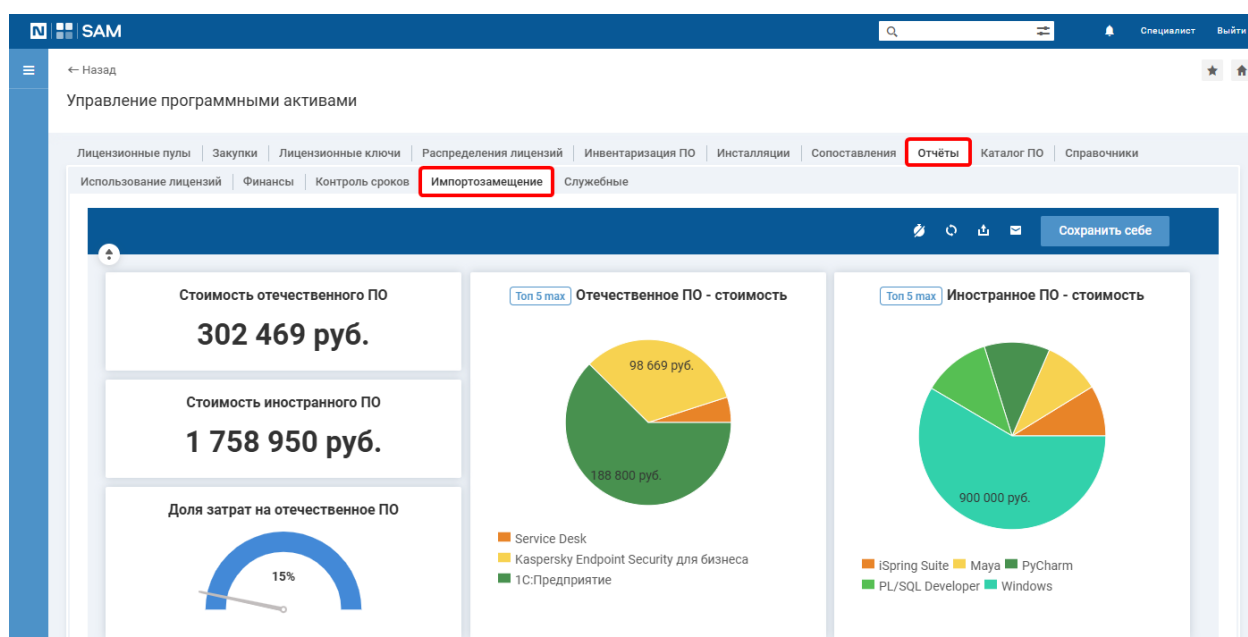 N SAM
Специалист Выйти
← Назад
Управление программными активами
Лицензионные пулы Закупки Лицензионные ключи Распределения лицензий Инвентаризация ПО Инсталляции Сопоставления Отчёты Каталог ПО Справочники
Использование лицензий Финансы Контроль сроков Импортозамещение Служебные
Сохранить себе
Стоимость отечественного ПО
302 469 руб.
Стоимость иностранного ПО
1 758 950 руб.
Доля затрат на отечественное ПО
15%
Топ 5 max Отечественное ПО - стоимость
98 669 руб.
188 800 руб.
Service Desk
Kaspersky Endpoint Security для бизнеса
1С:Предприятие
Топ 5 max Иностранное ПО - стоимость
900 000 руб.
iSpring Suite Maya PyCharm
PL/SQL Developer Windows